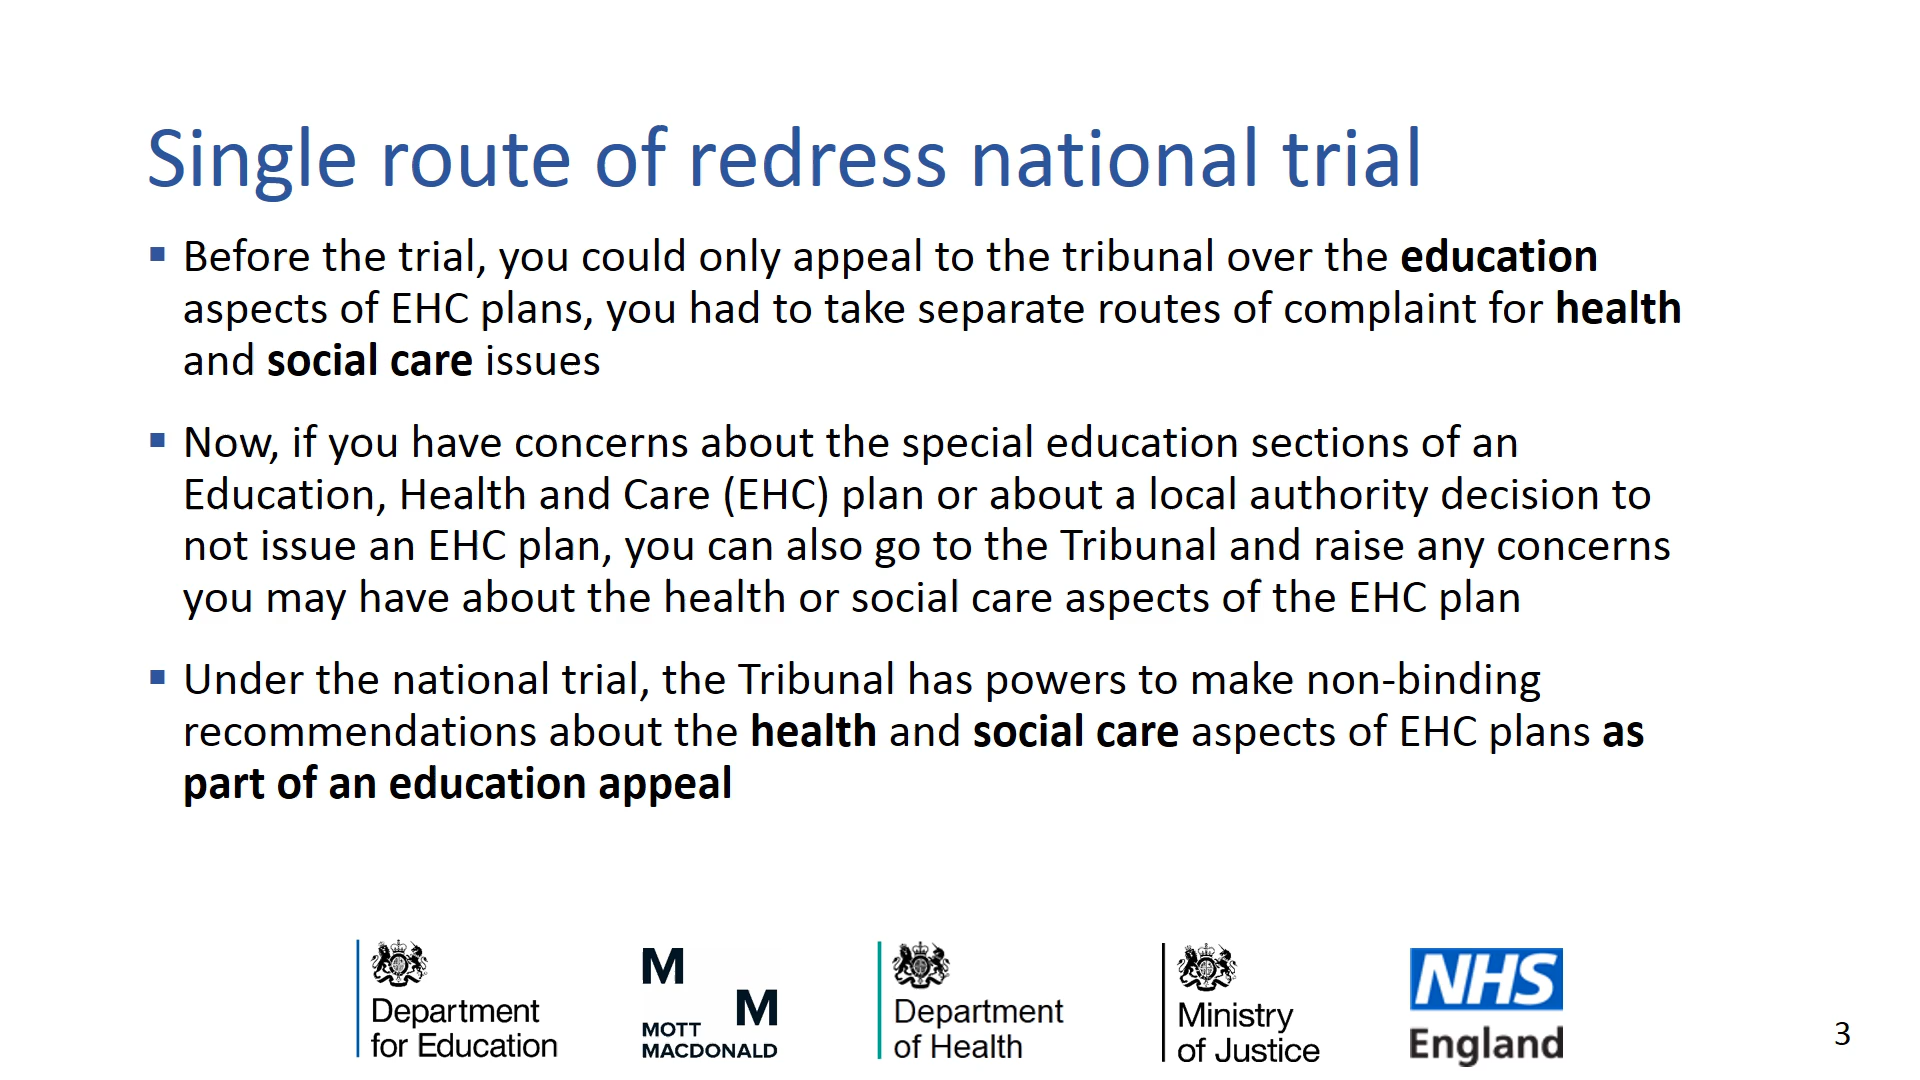 Single route of redress national trial
▪ Before the trial, you could only appeal to the tribunal over the education
aspects of EHC plans, you had to take separate routes of complaint for health
and social care issues
▪ Now, if you have concerns about the special education sections of an
Education, Health and Care (EHC) plan or about a local authority decision to
not issue an EHC plan, you can also go to the Tribunal and raise any concerns
you may have about the health or social care aspects of the EHC plan
▪ Under the national trial, the Tribunal has powers to make non-binding
recommendations about the health and social care aspects of EHC plans as
part of an education appeal
Department
for Education
M
M
MOTT
MACDONALD
Department
of Health
Ministry
of Justice
NHS
England
3